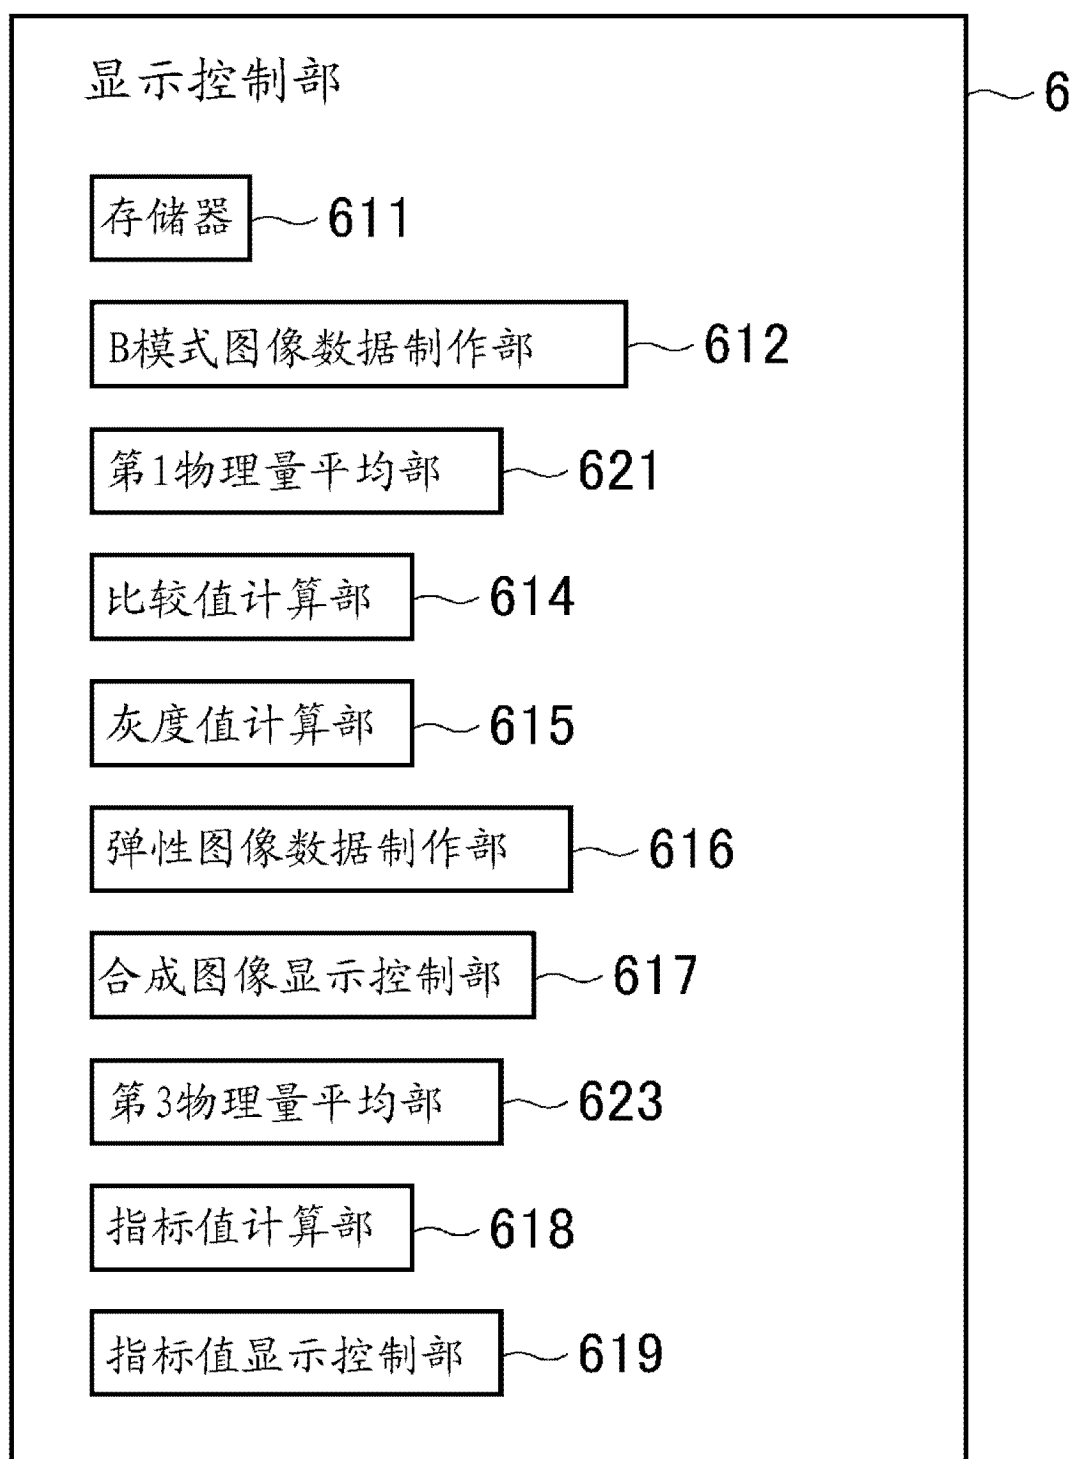 显示控制部
6
存储器 611
B模式图像数据制作部 612
第1物理量平均部 621
比较值计算部 614
灰度值计算部 615
弹性图像数据制作部 616
合成图像显示控制部 617
第3物理量平均部 623
指标值计算部 618
指标值显示控制部 619